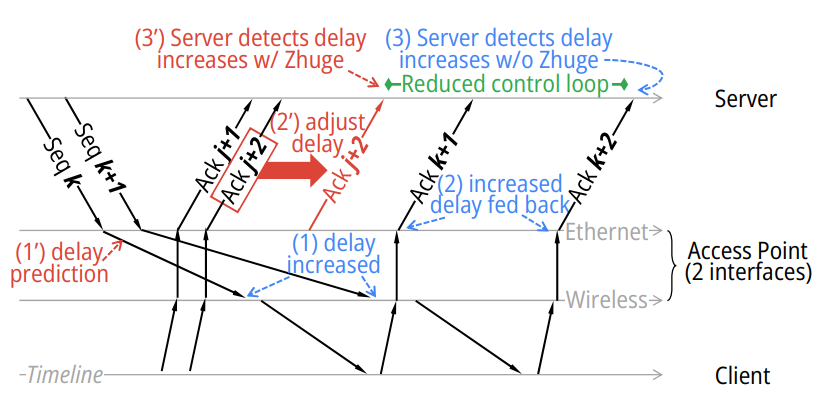 (3’) Server detects delay
increases w/ Zhuge
(3) Server detects delay
increases w/o Zhuge
Reduced control loop
Server
Seq k
Seq k+1
Ack j+1
Ack j+2
(2’) adjust
delay
Ack j+2
Ack k+1
Ack k+2
(2) increased
delay fed back
Ethernet
(1’) delay
prediction
(1) delay
increased
Access Point
(2 interfaces)
Wireless
Timeline
Client